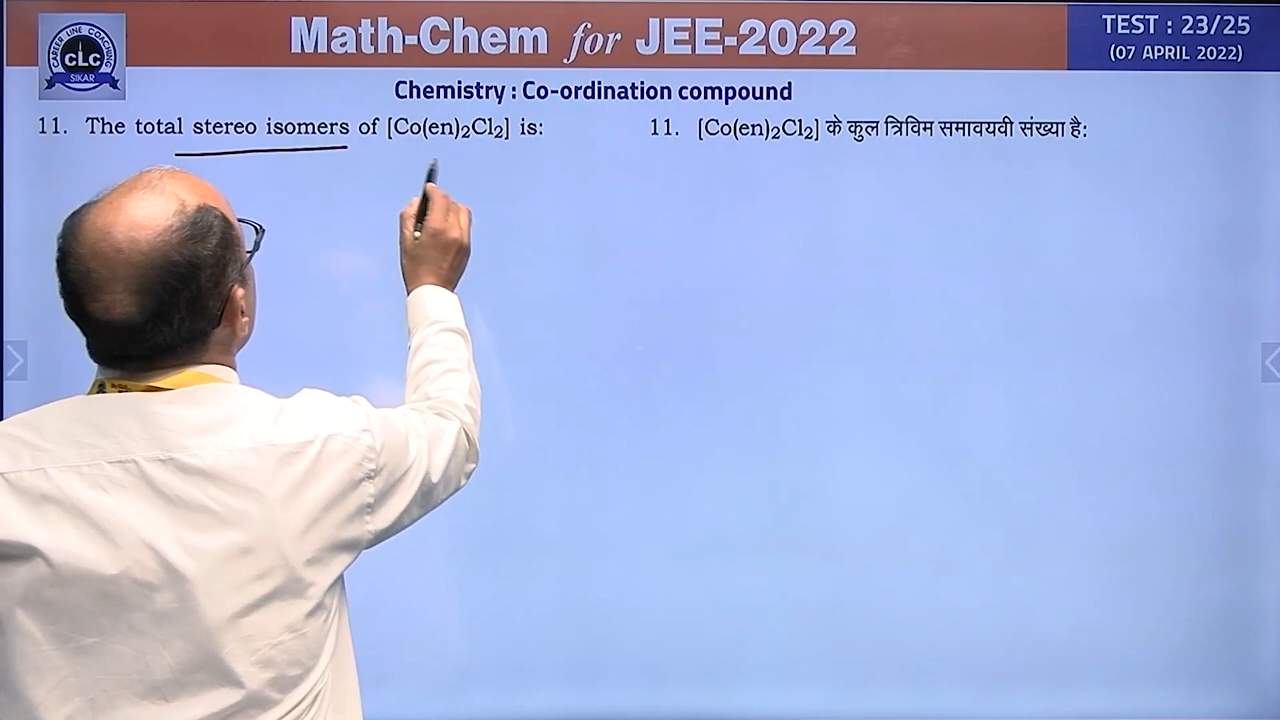 Math-Chem for JEE-2022
TEST : 23/25
(07 APRIL 2022)
CAREER LINE COACHING
CLC
SIKAR
Chemistry : Co-ordination compound
11. The total stereo isomers of [Co(en)₂Cl₂] is:
11. [Co(en)₂Cl₂] के कुल त्रिविम समावयवी संख्या है: